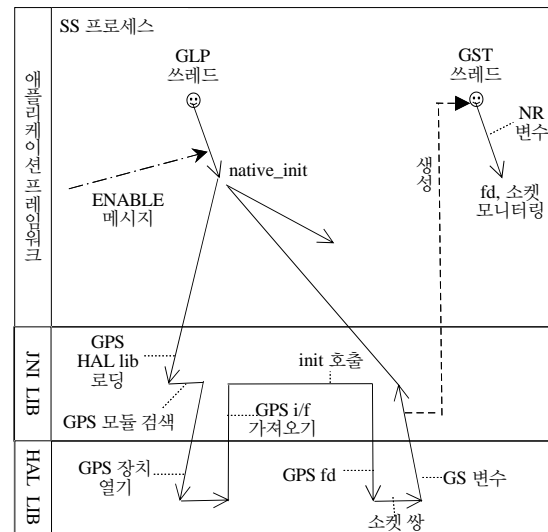 SS 프로세스
GLP
쓰레드
GST
쓰레드
애플리케이션 프레임워크
NR
변수
native_init
생성
ENABLE
메시지
fd, 소켓
모니터링
JNI LIB
GPS
HAL lib
로딩
init 호출
GPS 모듈 검색
GPS i/f
가져오기
HAL LIB
GPS 장치
열기
GPS fd
GS 변수
소켓 쌍